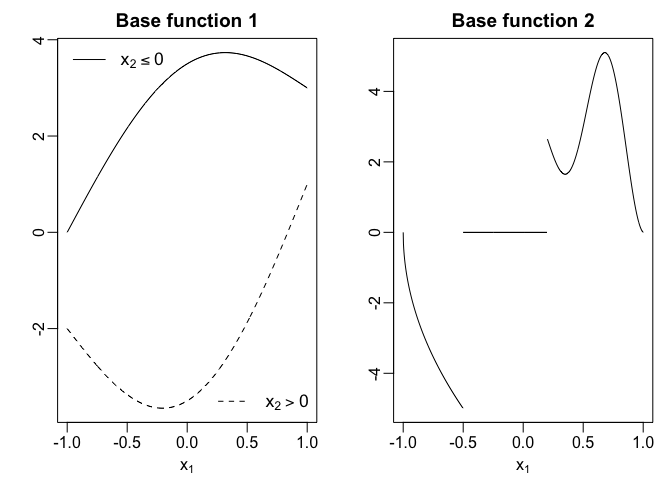 Base function 1
4
2
0
-2
x₂ ≤ 0
x₂ > 0
-1.0 -0.5 0.0 0.5 1.0
x₁
Base function 2
4
2
0
-2
-4
-1.0 -0.5 0.0 0.5 1.0
x₁